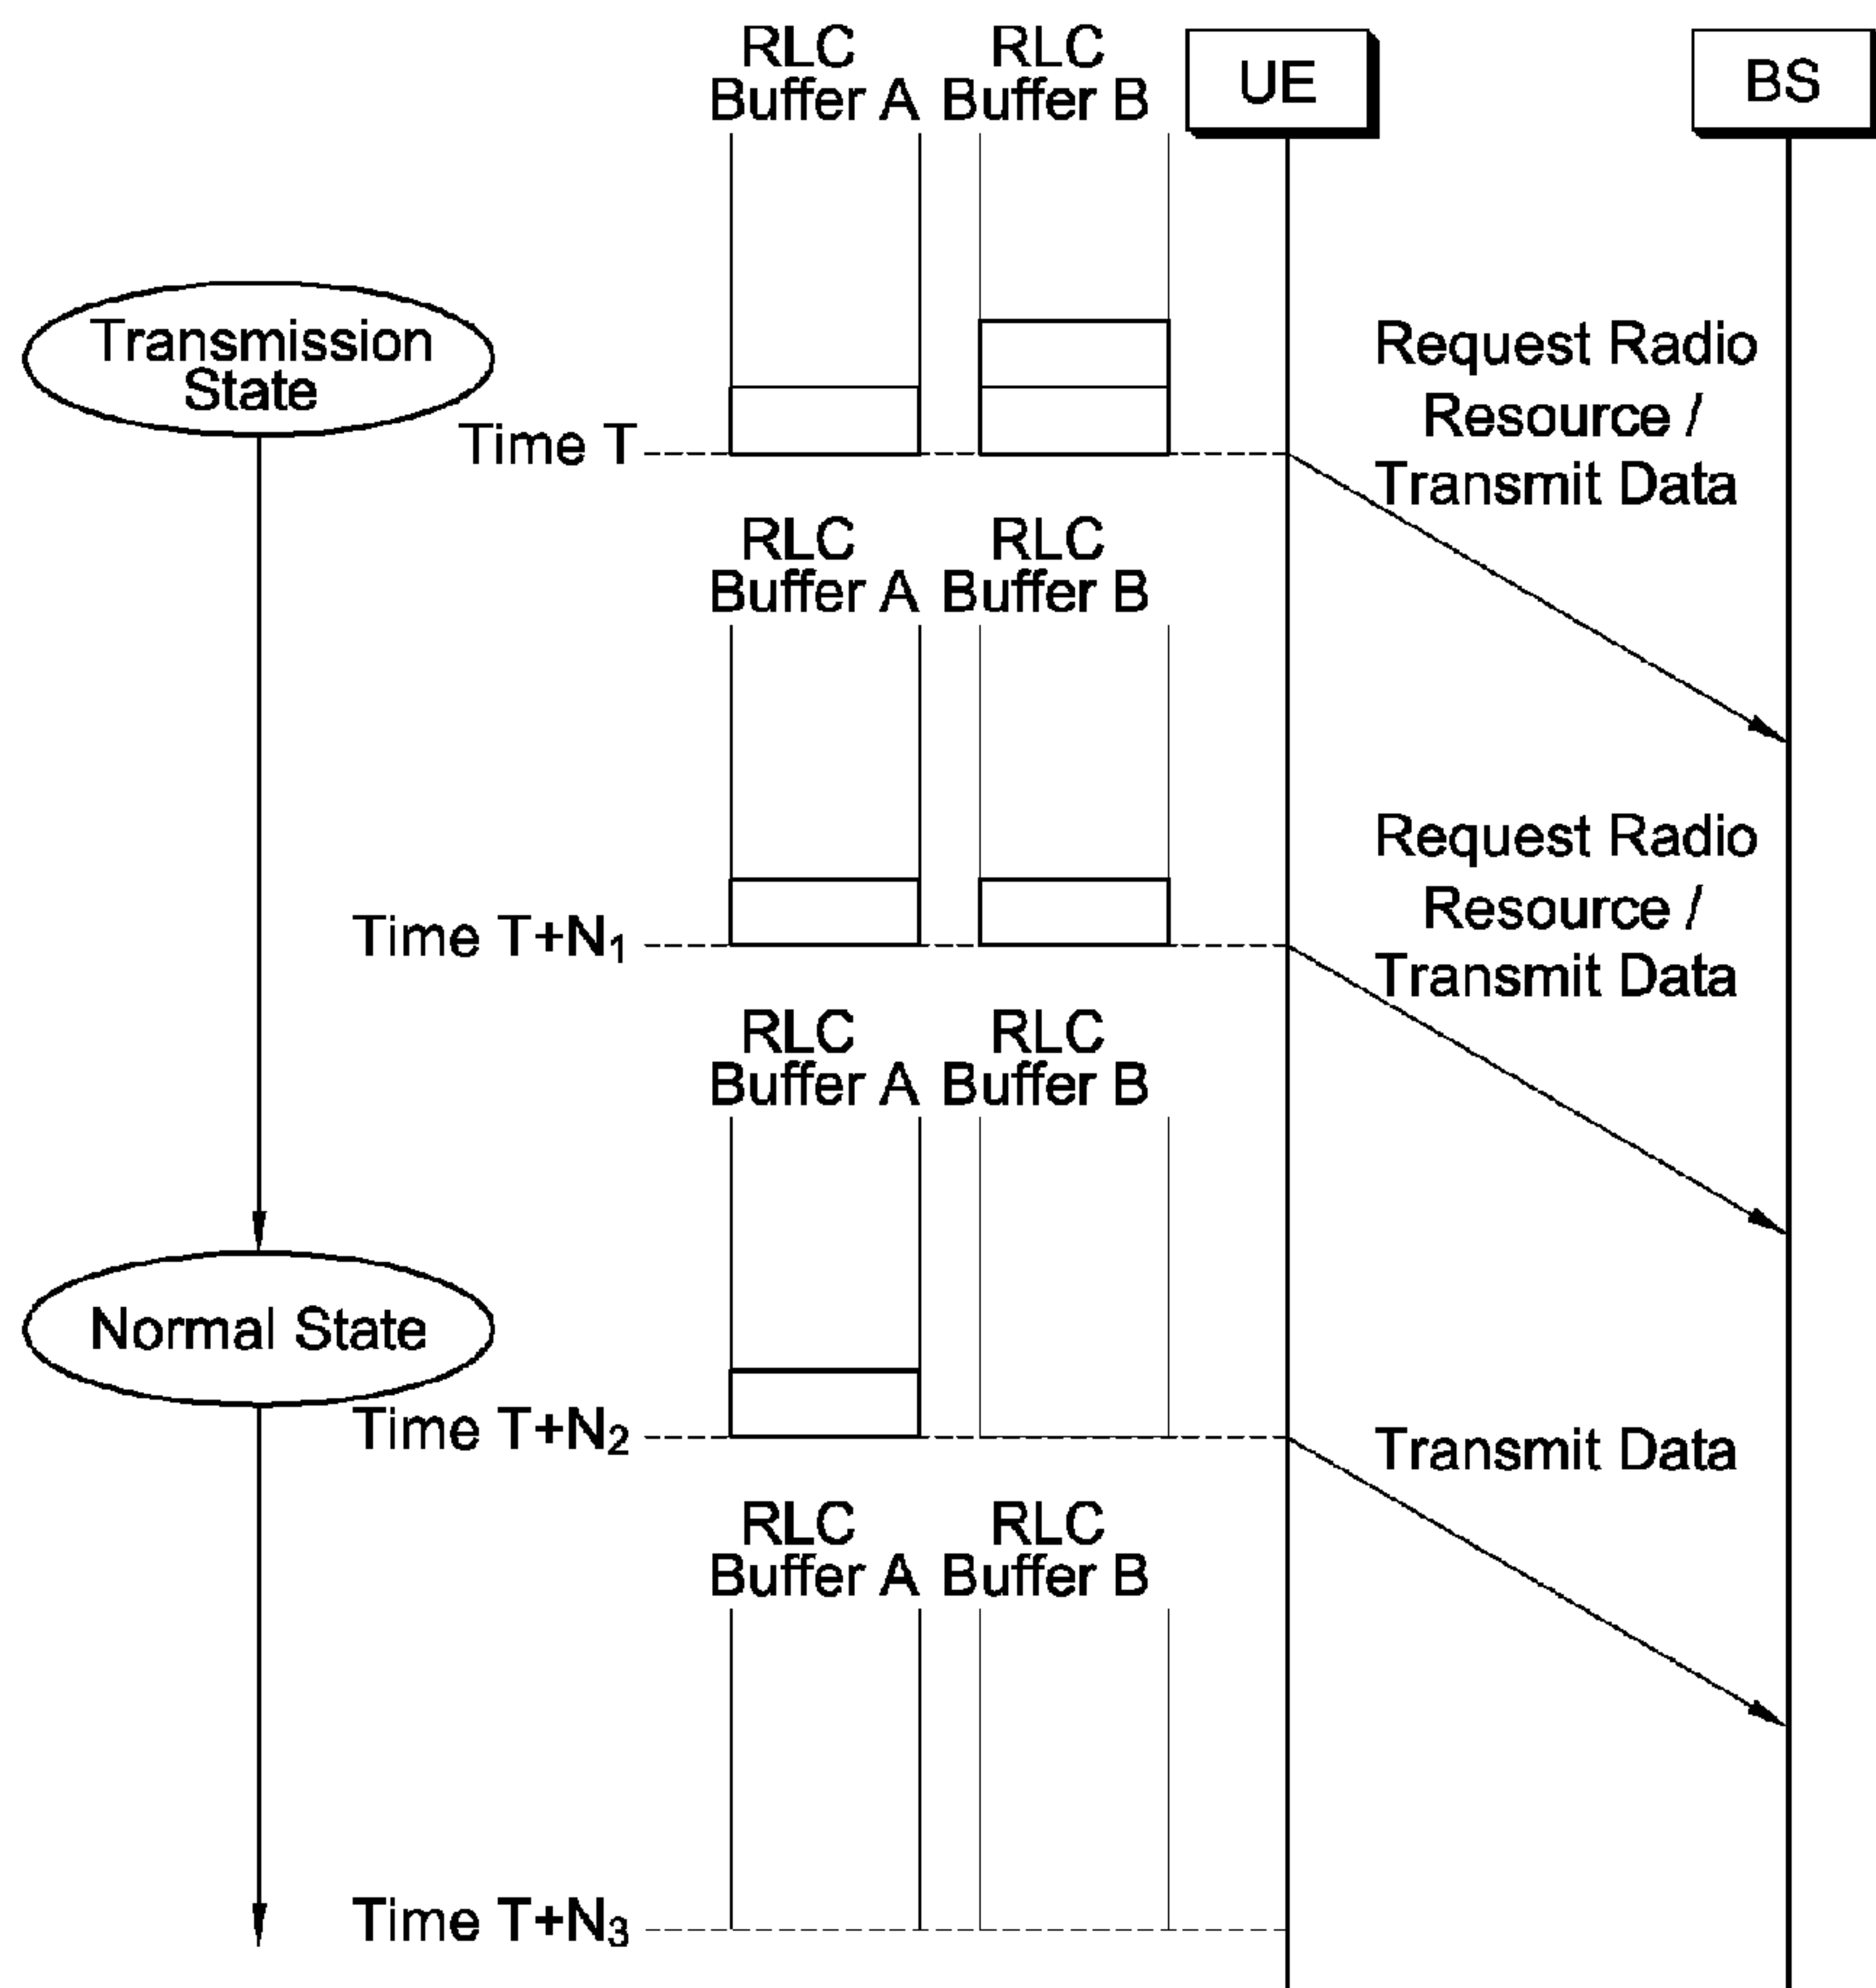 RLC
Buffer A
RLC
Buffer B
UE
BS
Transmission
State
Time T
Request Radio
Resource /
Transmit Data
RLC
Buffer A
RLC
Buffer B
Time T+N₁
Request Radio
Resource /
Transmit Data
RLC
Buffer A
RLC
Buffer B
Normal State
Time T+N₂
Transmit Data
RLC
Buffer A
RLC
Buffer B
Time T+N₃